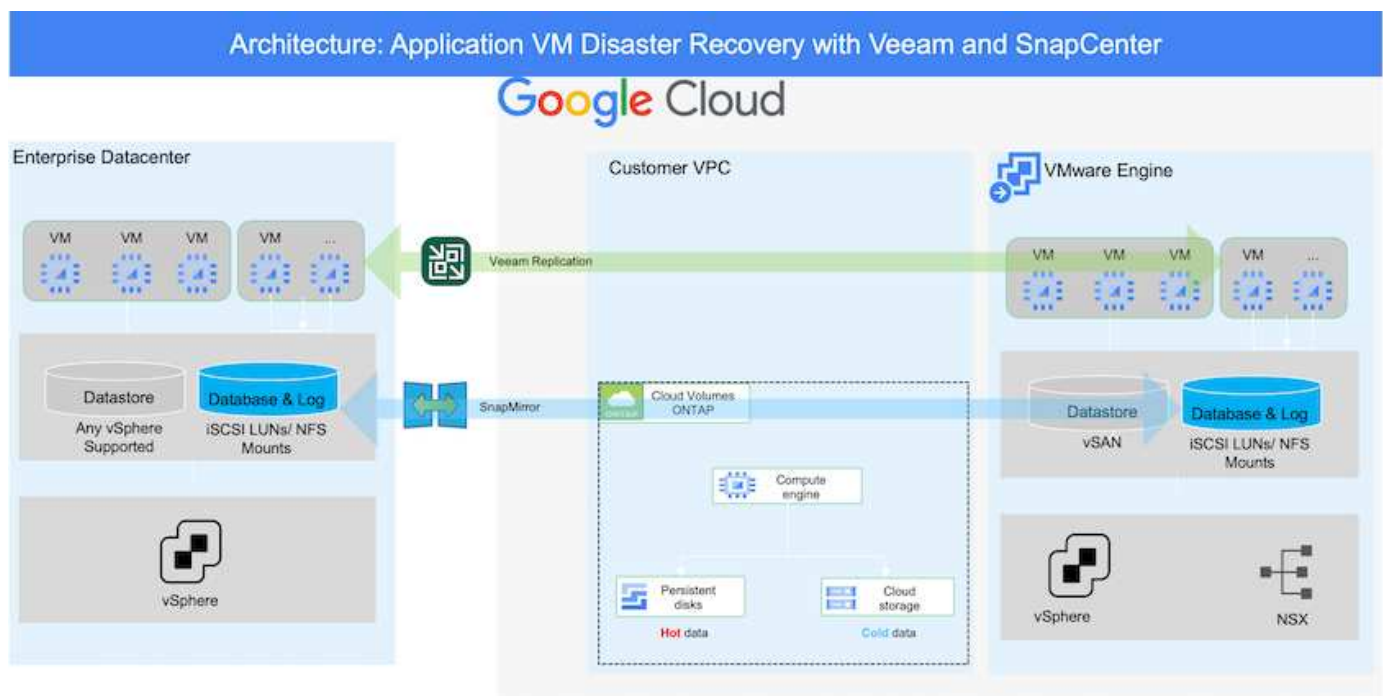 Architecture: Application VM Disaster Recovery with Veeam and SnapCenter
Google Cloud
Enterprise Datacenter
VM
VM
VM
VM
...
Datastore
Any vSphere
Supported
Database & Log
iSCSI LUNs/ NFS
Mounts
vSphere
Veeam Replication
SnapMirror
Customer VPC
ONTAP
Cloud Volumes
ONTAP
Compute
engine
Persistent
disks
Hot data
Cloud
storage
Cold data
VMware Engine
VM
VM
VM
VM
...
Datastore
vSAN
Database & Log
iSCSI LUNs/ NFS
Mounts
vSphere
NSX